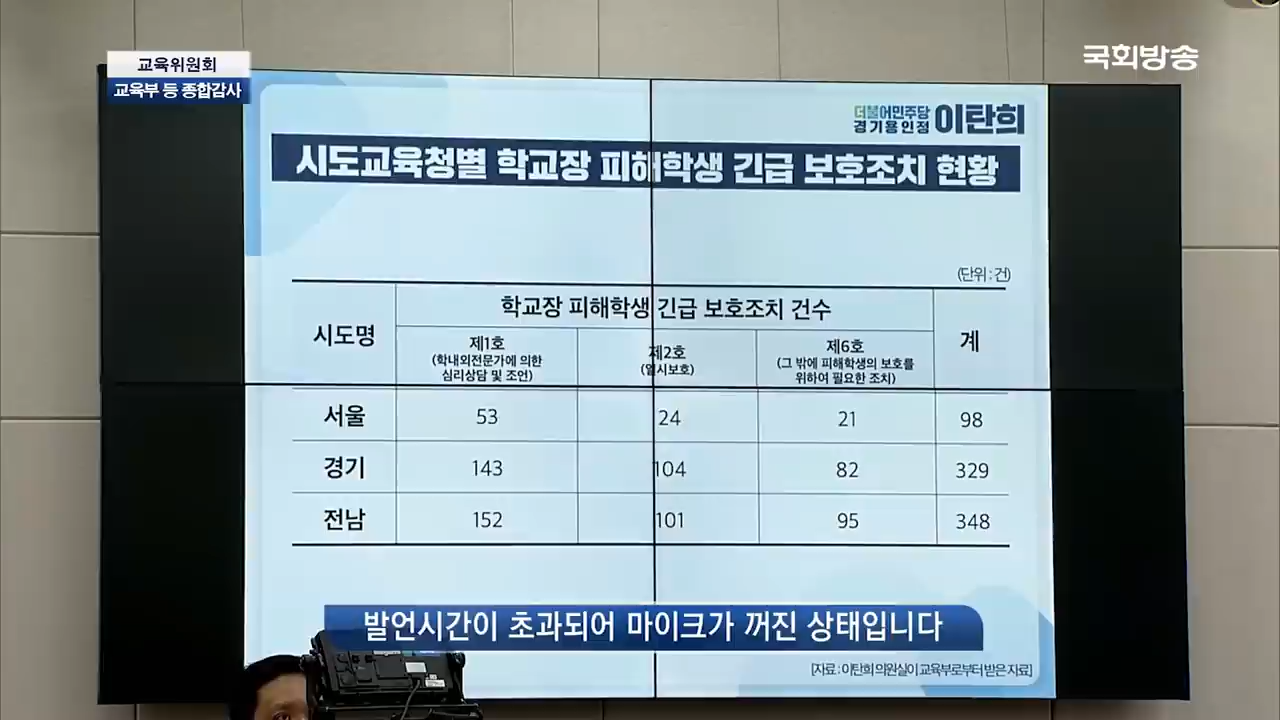 교육위원회
교육부 등 종합감사
국회방송
더불어민주당
경기용인정 이탄희
시도교육청별 학교장 피해학생 긴급 보호조치 현황
(단위 : 건)
시도명
학교장 피해학생 긴급 보호조치 건수
계
제1호
(학내외전문가에 의한
심리상담 및 조언)
제2호
(일시보호)
제6호
(그 밖에 피해학생의 보호를
위하여 필요한 조치)
서울 53 24 21 98
경기 143 104 82 329
전남 152 101 95 348
발언시간이 초과되어 마이크가 꺼진 상태입니다
[자료 : 이탄희 의원실이 교육부로부터 받은 자료]